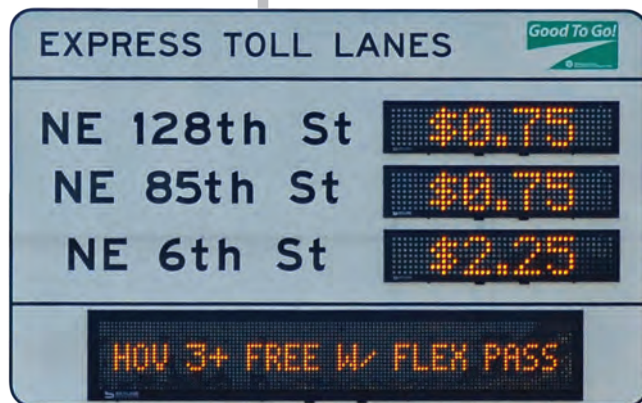 EXPRESS TOLL LANES
Good To Go!
NE 128th St $0.75
NE 85th St $0.75
NE 6th St $2.25
HOV 3+ FREE W/ FLEX PASS